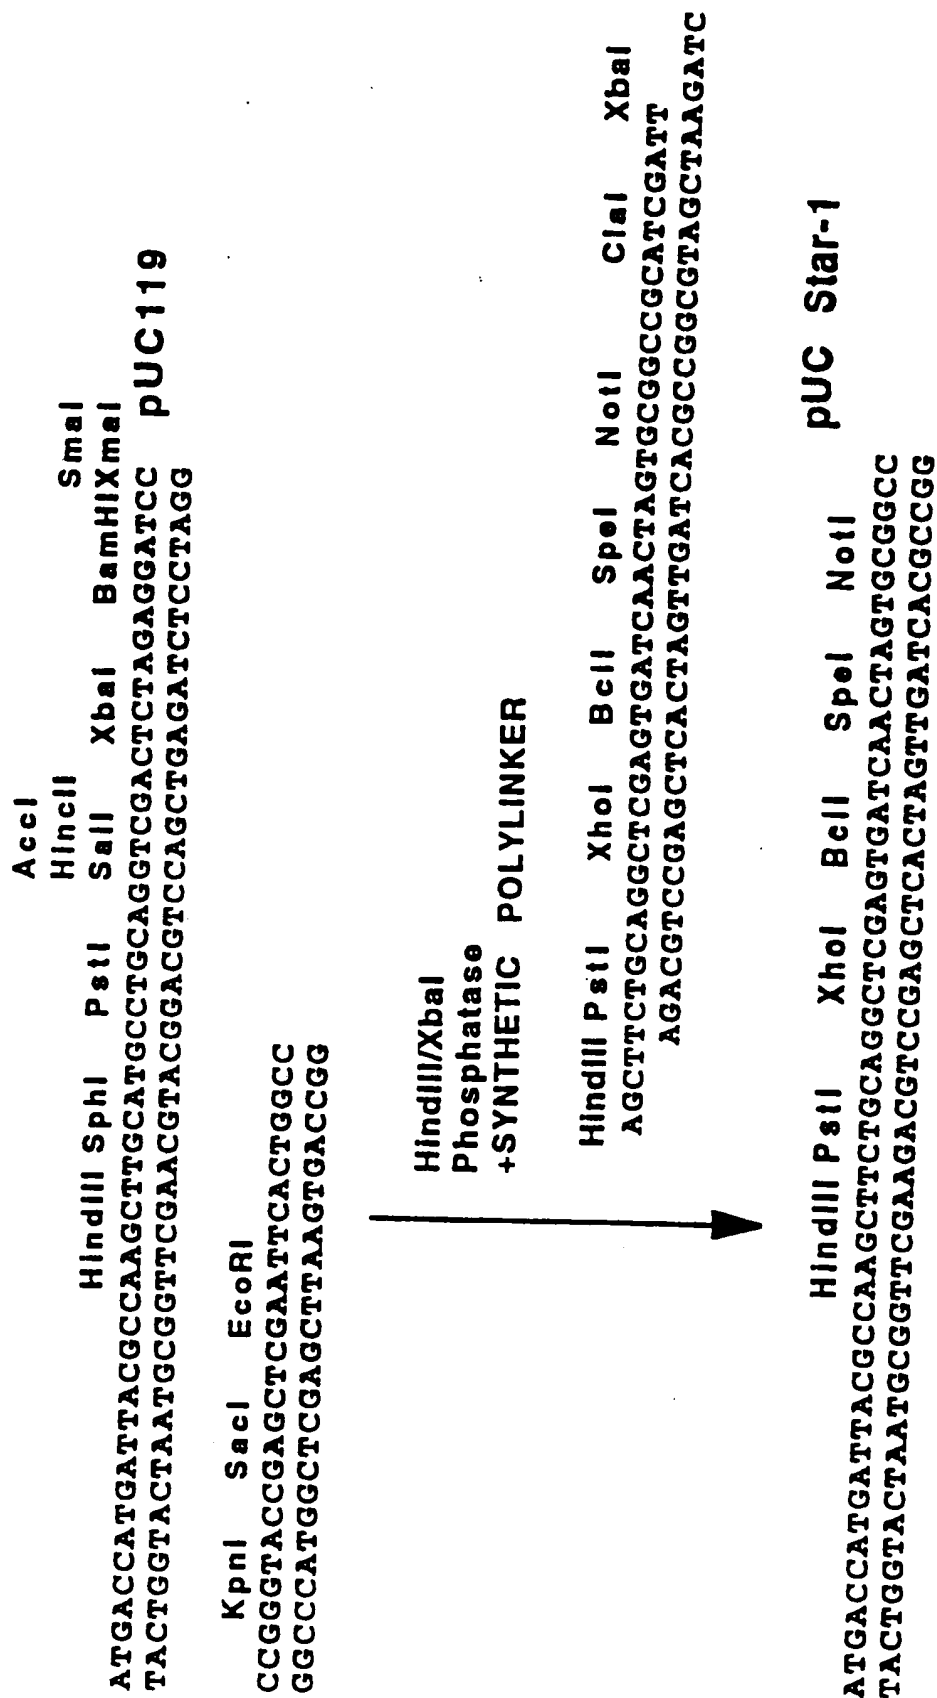 AccI
HincII SmaI
HindIII SphI PstI SalI XbaI BamHI XmaI
ATGACCATGATTACGCCAAGCTTGCATGCCTGCAGGTCGACTCTAGAGGATCC
TACTGGTACTAATGCGGTTCGAACGTACGGACGTCCAGCTGAGATCTCCTAGG
pUC119
KpnI SacI EcoRI
CCGGGTACCGAGCTCGAATTCACTGGCC
GGCCCATGGCTCGAGCTTAAGTGACCGG
HindIII/XbaI
Phosphatase
+SYNTHETIC POLYLINKER
HindIII PstI XhoI BclI SpeI NotI ClaI XbaI
AGCTTCTGCAGGCTCGAGTGATCAACTAGTGCGGCCGCATCGATT
AGACGTCCGAGCTCACTAGTTGATCACGCCGGCGTAGCTAAGATC
pUC Star-1
HindIII PstI XhoI BclI SpeI NotI
ATGACCATGATTACGCCAAGCTTCTGCAGGCTCGAGTGATCAACTAGTGCGGCC
TACTGGTACTAATGCGGTTCGAAGACGTCCGAGCTCACTAGTTGATCACGCCGG